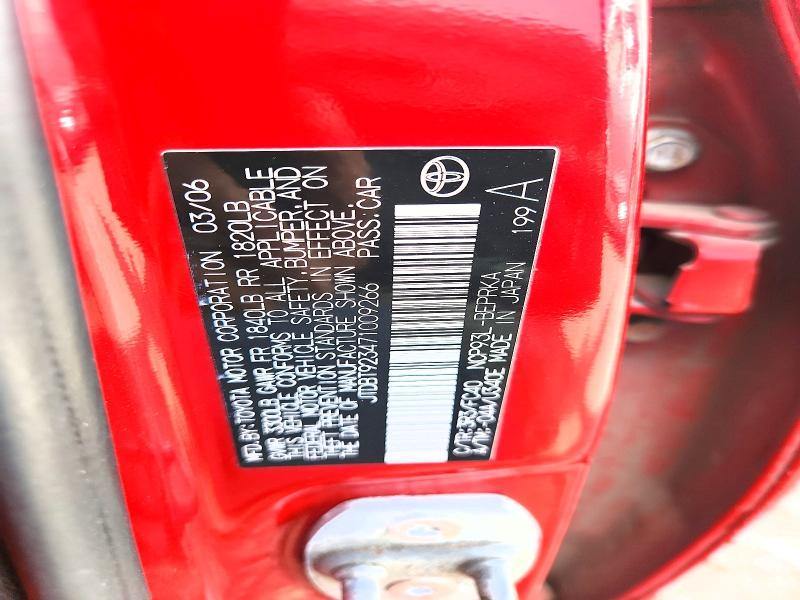 MFD. BY: TOYOTA MOTOR CORPORATION 03/06
GVWR 3300LB GAWR FR 1840LB RR 1820LB
THIS VEHICLE CONFORMS TO ALL APPLICABLE
FEDERAL MOTOR VEHICLE SAFETY, BUMPER, AND
THEFT PREVENTION STANDARDS IN EFFECT ON
THE DATE OF MANUFACTURE SHOWN ABOVE.
JTDBT923471009266 PASS. CAR
C/TR: 3R3/FC40 NCP93L-BEPRKA
A/TM: -04A/U340E MADE IN JAPAN 199 A